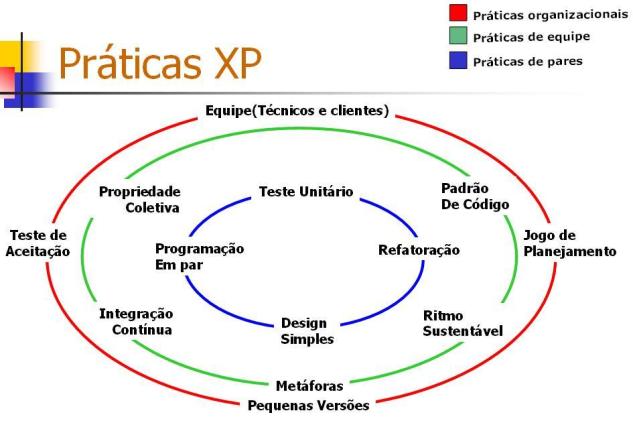 Práticas organizacionais
Práticas de equipe
Práticas de pares
Práticas XP
Equipe(Técnicos e clientes)
Propriedade
Coletiva
Teste Unitário
Padrão
De Código
Teste de
Aceitação
Programação
Em par
Refatoração
Jogo de
Planejamento
Integração
Contínua
Design
Simples
Ritmo
Sustentável
Metáforas
Pequenas Versões